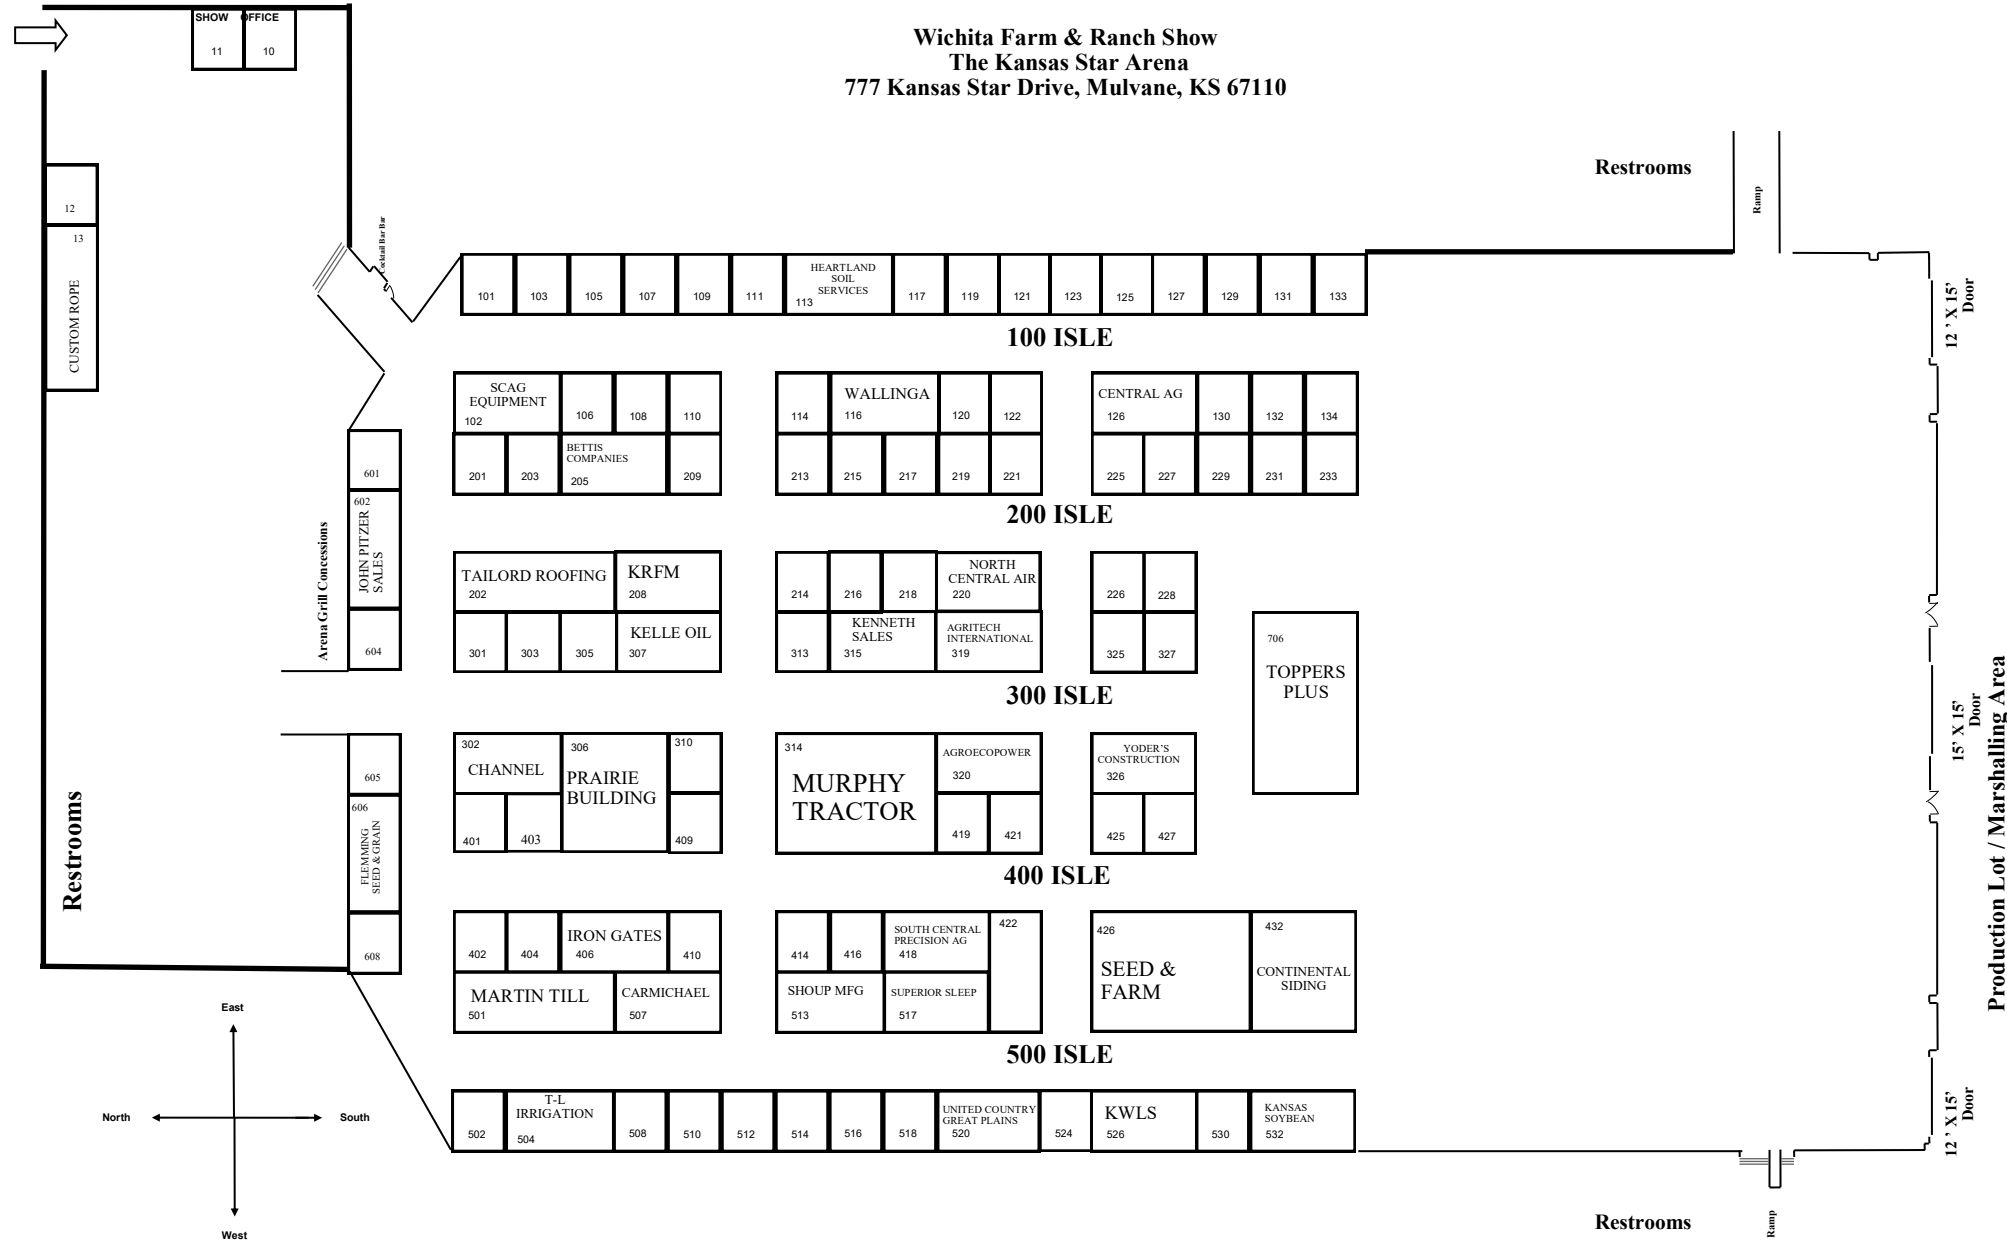 SHOW OFFICE
11 10
Wichita Farm & Ranch Show
The Kansas Star Arena
777 Kansas Star Drive, Mulvane, KS 67110
Restrooms
Ramp
12
13
CUSTOM ROPE
Cocktail Bar Bar
101 103 105 107 109 111
HEARTLAND
SOIL
SERVICES
113
117 119 121 123 125 127 129 131 133
12 ' X 15'
Door
100 ISLE
SCAG
EQUIPMENT
102
106 108 110
114
WALLINGA
116
120 122
CENTRAL AG
126
130 132 134
201 203
BETTIS
COMPANIES
205
209
213 215 217 219 221
225 227 229 231 233
200 ISLE
601
602
JOHN PITZER
SALES
604
Arena Grill Concessions
TAILORD ROOFING
202
KRFM
208
214 216 218
NORTH
CENTRAL AIR
220
226 228
301 303 305
KELLE OIL
307
313
KENNETH
SALES
315
AGRITECH
INTERNATIONAL
319
325 327
706
TOPPERS
PLUS
300 ISLE
15' X 15'
Door
Production Lot / Marshalling Area
605
606
FLEMMING
SEED & GRAIN
608
Restrooms
302
CHANNEL
306
PRAIRIE
BUILDING
310
314
MURPHY
TRACTOR
AGROECOPOWER
320
YODER'S
CONSTRUCTION
326
401 403
409
419 421
425 427
400 ISLE
402 404
IRON GATES
406
410
414 416
SOUTH CENTRAL
PRECISION AG
418
422
426
SEED &
FARM
432
CONTINENTAL
SIDING
MARTIN TILL
501
CARMICHAEL
507
SHOUP MFG
513
SUPERIOR SLEEP
517
500 ISLE
East
North South
West
502
T-L
IRRIGATION
504
508 510 512 514 516 518
UNITED COUNTRY
GREAT PLAINS
520
524
KWLS
526
530
KANSAS
SOYBEAN
532
12 ' X 15'
Door
Restrooms
Ramp